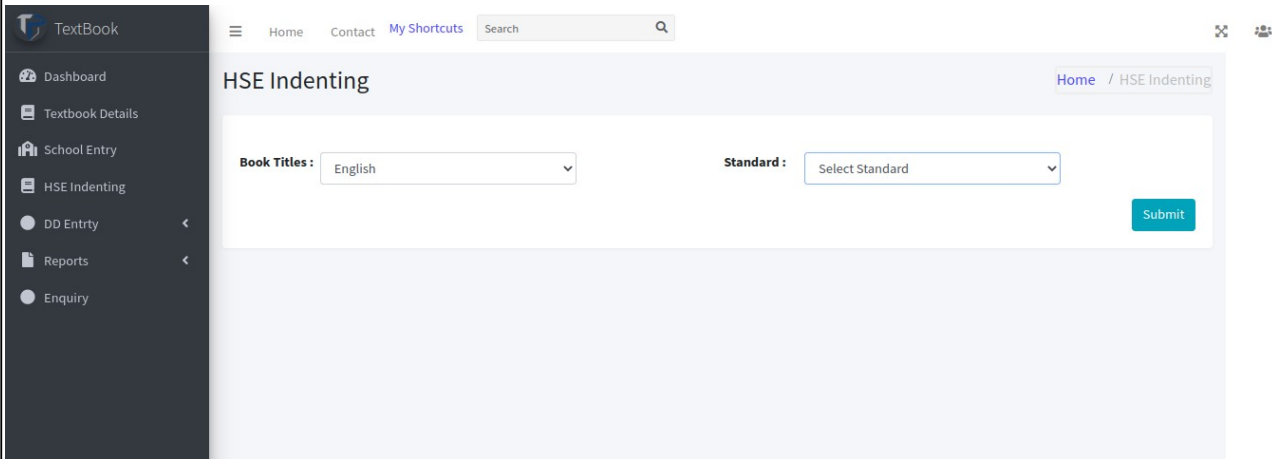 TextBook
Dashboard
Textbook Details
School Entry
HSE Indenting
DD Entrty
Reports
Enquiry
Home Contact My Shortcuts Search
HSE Indenting
Home / HSE Indenting
Book Titles : English Standard : Select Standard
Submit